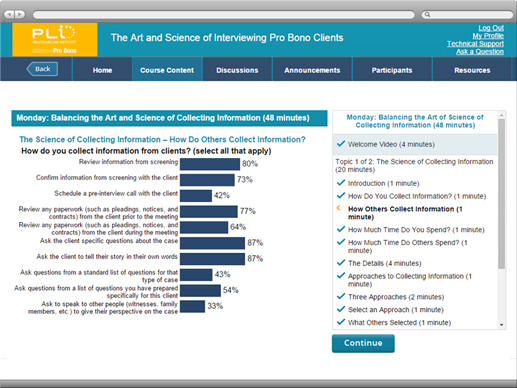 PLI
Pro Bono
The Art and Science of Interviewing Pro Bono Clients
Log Out
My Profile
Technical Support
Ask a Question
Back
Home
Course Content
Discussions
Announcements
Participants
Resources
Monday: Balancing the Art and Science of Collecting Information (48 minutes)
The Science of Collecting Information – How Do Others Collect Information?
How do you collect information from clients? (select all that apply)
Review information from screening 80%
Confirm information from screening with the client 73%
Schedule a pre-interview call with the client 42%
Review any paperwork (such as pleadings, notices, and
contracts) from the client prior to the meeting 77%
Review any paperwork (such as pleadings, notices, and
contracts) from the client during the meeting 64%
Ask the client specific questions about the case 87%
Ask the client to tell their story in their own words 87%
Ask questions from a standard list of questions for that
type of case 43%
Ask questions from a list of questions you have prepared
specifically for this client 54%
Ask to speak to other people (witnesses, family
members, etc.) to give their perspective on the case 33%
Monday: Balancing the Art of Science of
Collecting Information (48 minutes)
Welcome Video (4 minutes)
Topic 1 of 2: The Science of Collecting Information
(20 minutes)
Introduction (1 minute)
How Do You Collect Information? (1 minute)
How Others Collect Information (1
minute)
How Much Time Do You Spend? (1 minute)
How Much Time Do Others Spend? (1
minute)
The Details (4 minutes)
Approaches to Collecting Information (1
minute)
Three Approaches (2 minutes)
Select an Approach (1 minute)
What Others Selected (1 minute)
Continue